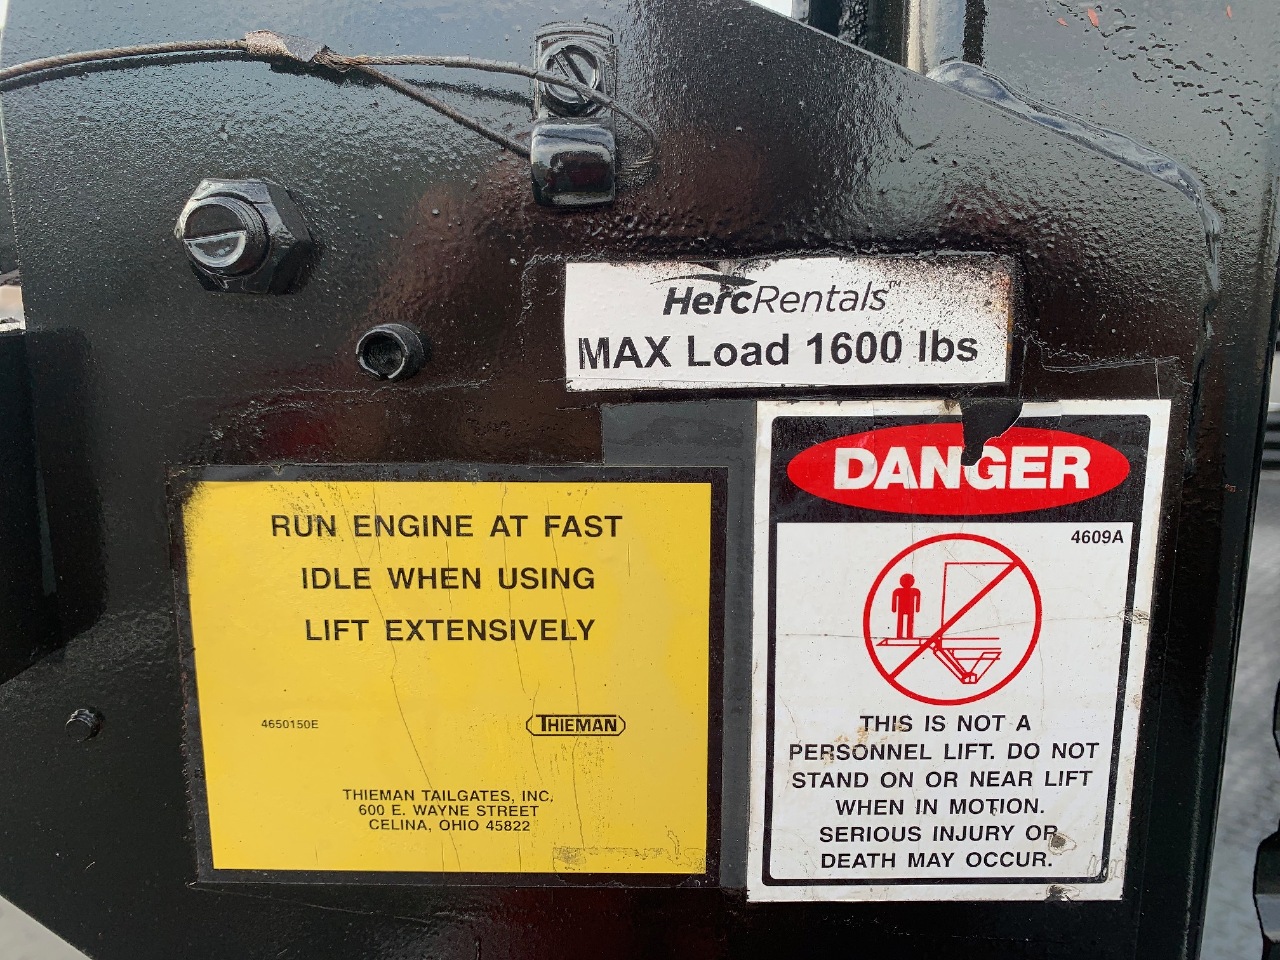 HercRentals™
MAX Load 1600 lbs
RUN ENGINE AT FAST
IDLE WHEN USING
LIFT EXTENSIVELY
4650150E
THIEMAN
THIEMAN TAILGATES, INC.
600 E. WAYNE STREET
CELINA, OHIO 45822
DANGER
4609A
THIS IS NOT A
PERSONNEL LIFT. DO NOT
STAND ON OR NEAR LIFT
WHEN IN MOTION.
SERIOUS INJURY OR
DEATH MAY OCCUR.